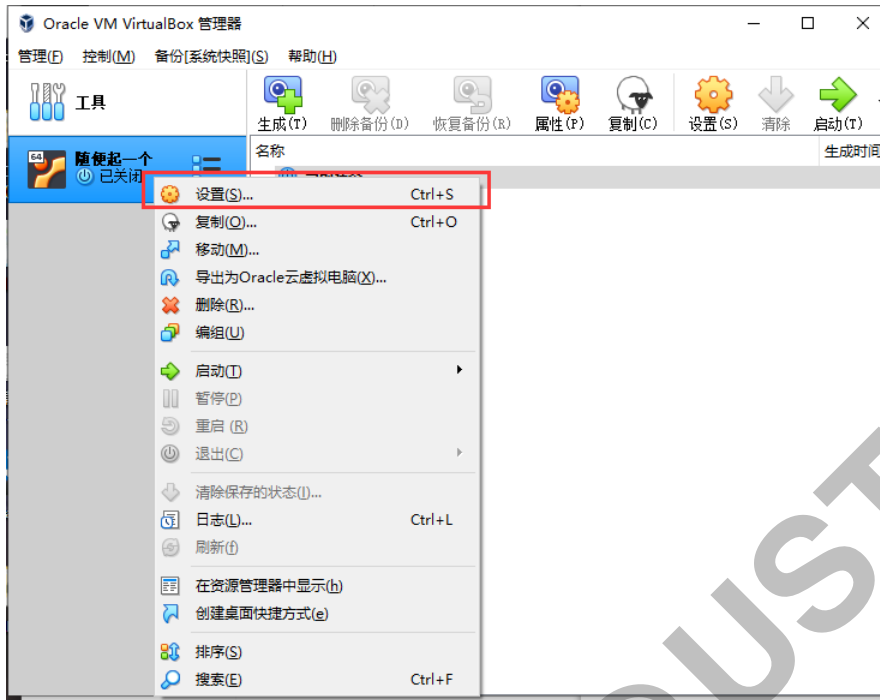 Oracle VM VirtualBox 管理器
管理(F) 控制(M) 备份[系统快照](S) 帮助(H)
工具
生成(T) 删除备份(D) 恢复备份(R) 属性(P) 复制(C) 设置(S) 清除 启动(T)
名称 生成时间
64 随便起一个
已关闭
设置(S)... Ctrl+S
复制(O)... Ctrl+O
移动(M)...
导出为Oracle云虚拟电脑(X)...
删除(R)...
编组(U)
启动(T)
暂停(P)
重启 (R)
退出(C)
清除保存的状态(I)...
日志(L)... Ctrl+L
刷新(f)
在资源管理器中显示(h)
创建桌面快捷方式(e)
排序(S)
搜索(E) Ctrl+F
UST